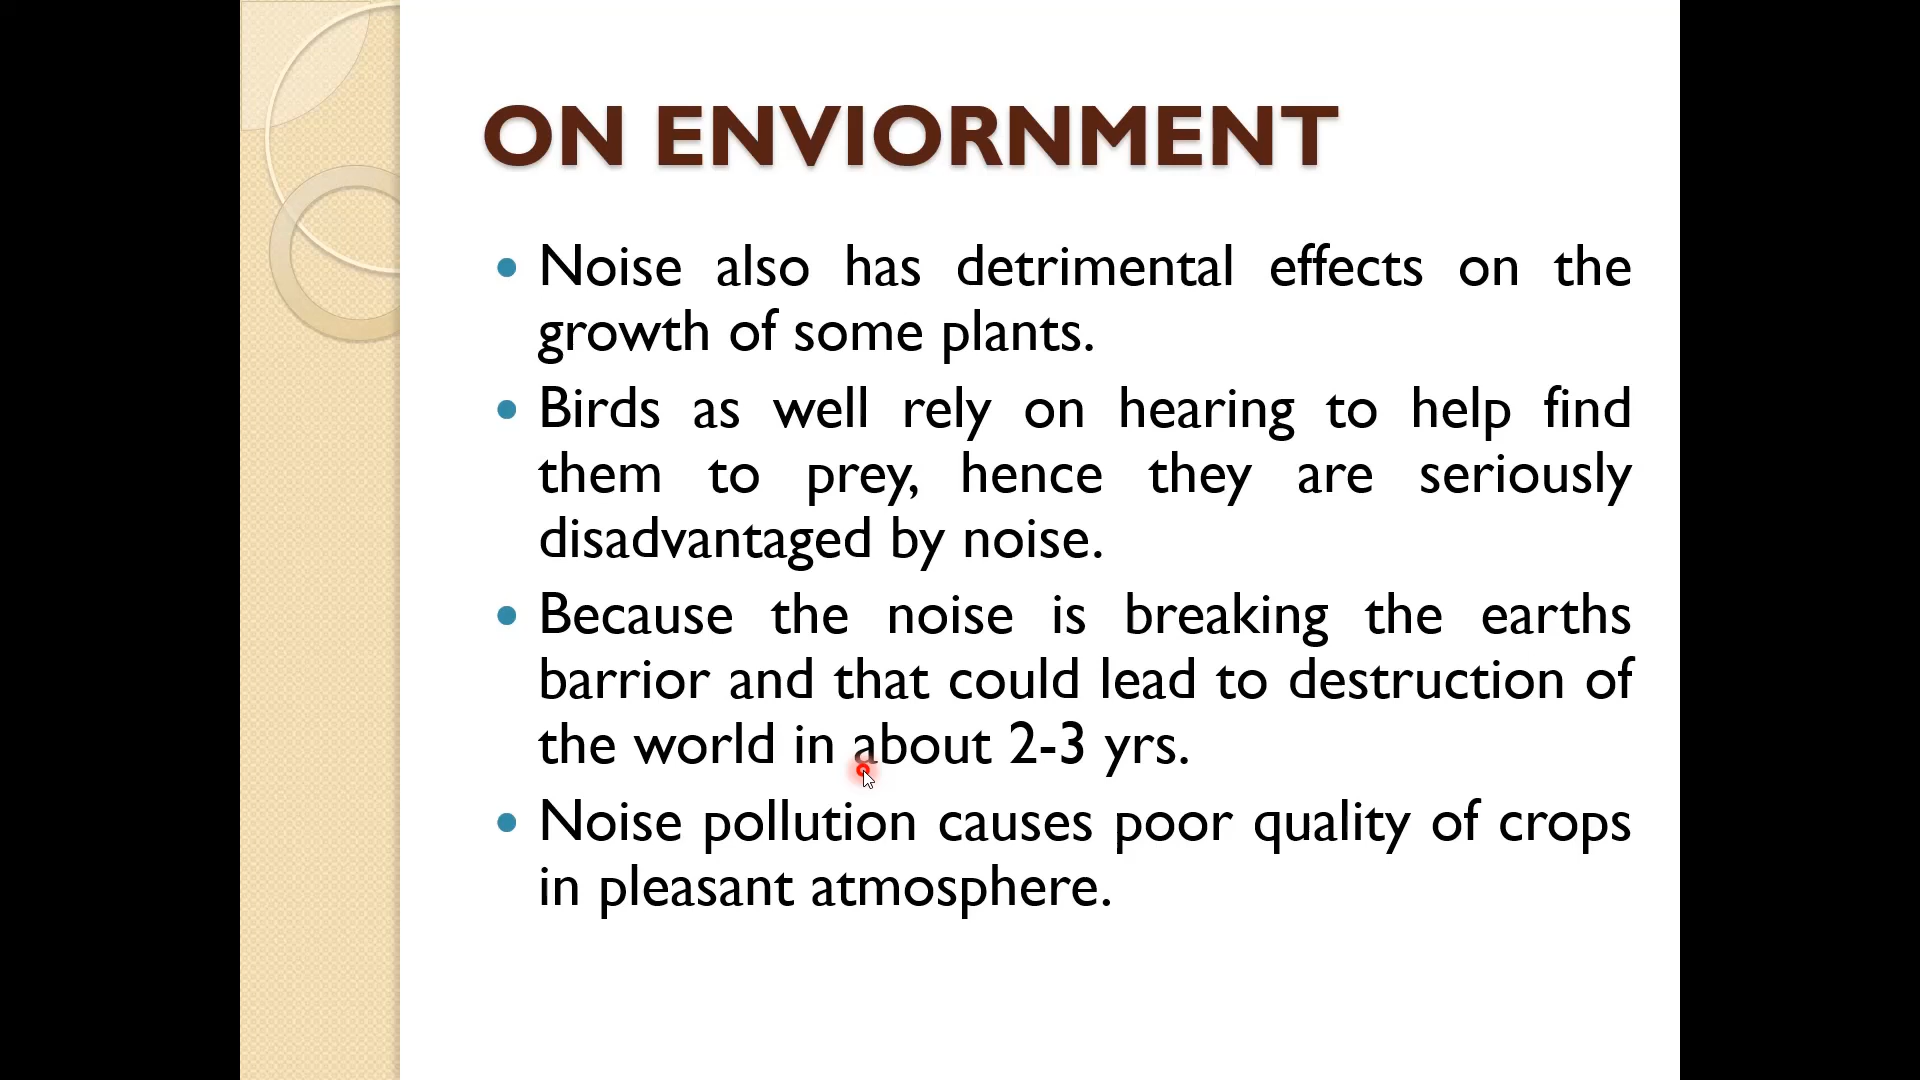 ON ENVIORNMENT
• Noise also has detrimental effects on the
growth of some plants.
• Birds as well rely on hearing to help find
them to prey, hence they are seriously
disadvantaged by noise.
• Because the noise is breaking the earths
barrior and that could lead to destruction of
the world in about 2-3 yrs.
• Noise pollution causes poor quality of crops
in pleasant atmosphere.